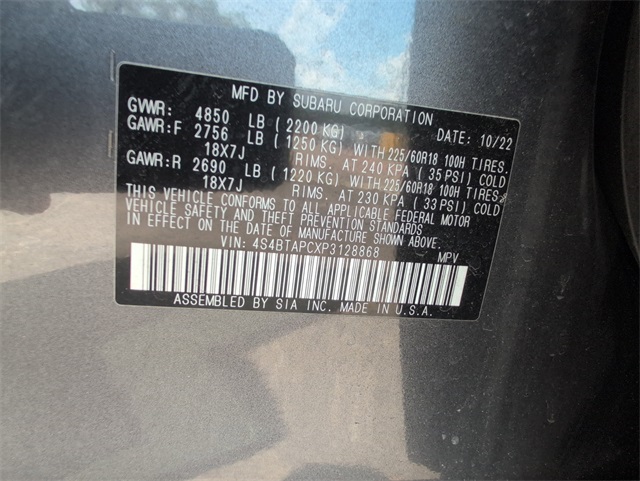 MFD BY SUBARU CORPORATION
GVWR: 4850 LB ( 2200 KG) DATE: 10/22
GAWR:F 2756 LB ( 1250 KG) WITH 225/60R18 100H TIRES.
18X7J RIMS. AT 240 KPA ( 35 PSI) COLD
GAWR:R 2690 LB ( 1220 KG) WITH 225/60R18 100H TIRES.
18X7J RIMS. AT 230 KPA ( 33 PSI) COLD
THIS VEHICLE CONFORMS TO ALL APPLICABLE FEDERAL MOTOR
VEHICLE SAFETY AND THEFT PREVENTION STANDARDS
IN EFFECT ON THE DATE OF MANUFACTURE SHOWN ABOVE.
VIN: 4S4BTAPCXP3128868 MPV
ASSEMBLED BY SIA INC. MADE IN U.S.A.